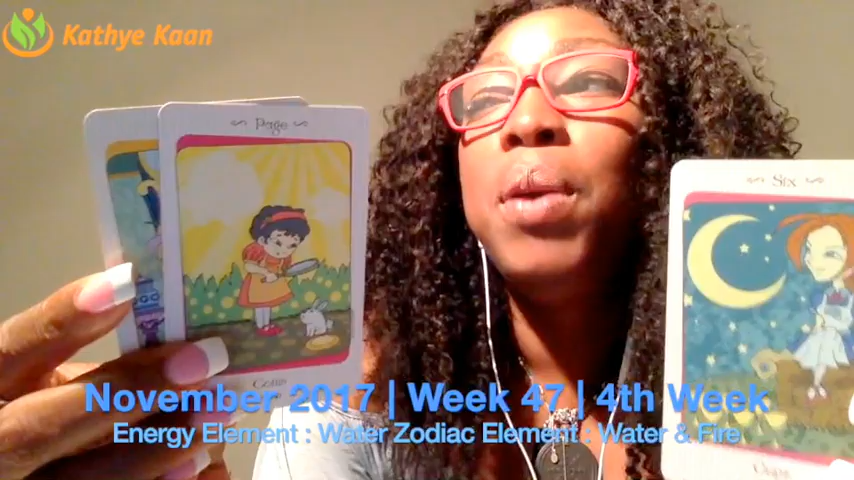 Kathye Kaan
Page
Six
Coins
Cups
November 2017 | Week 47 | 4th Week
Energy Element : Water Zodiac Element : Water & Fire